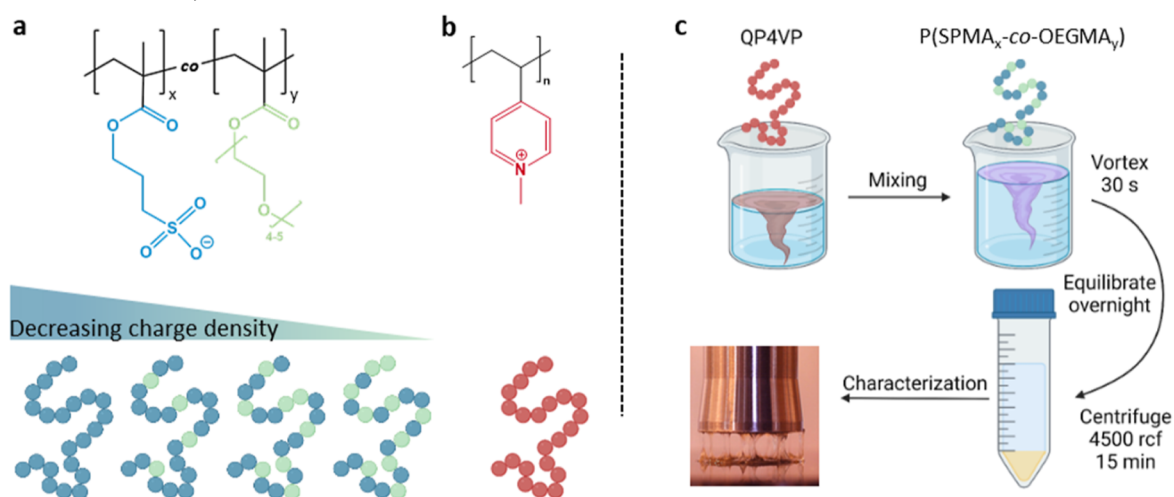 a
b
c
co
x
y
O
O
O
O
4-5
O
S
O
O
O
⊖
n
⊕
N
Decreasing charge density
QP4VP
P(SPMAₓ-co-OEGMAᵧ)
Mixing
Vortex
30 s
Equilibrate
overnight
Characterization
Centrifuge
4500 rcf
15 min